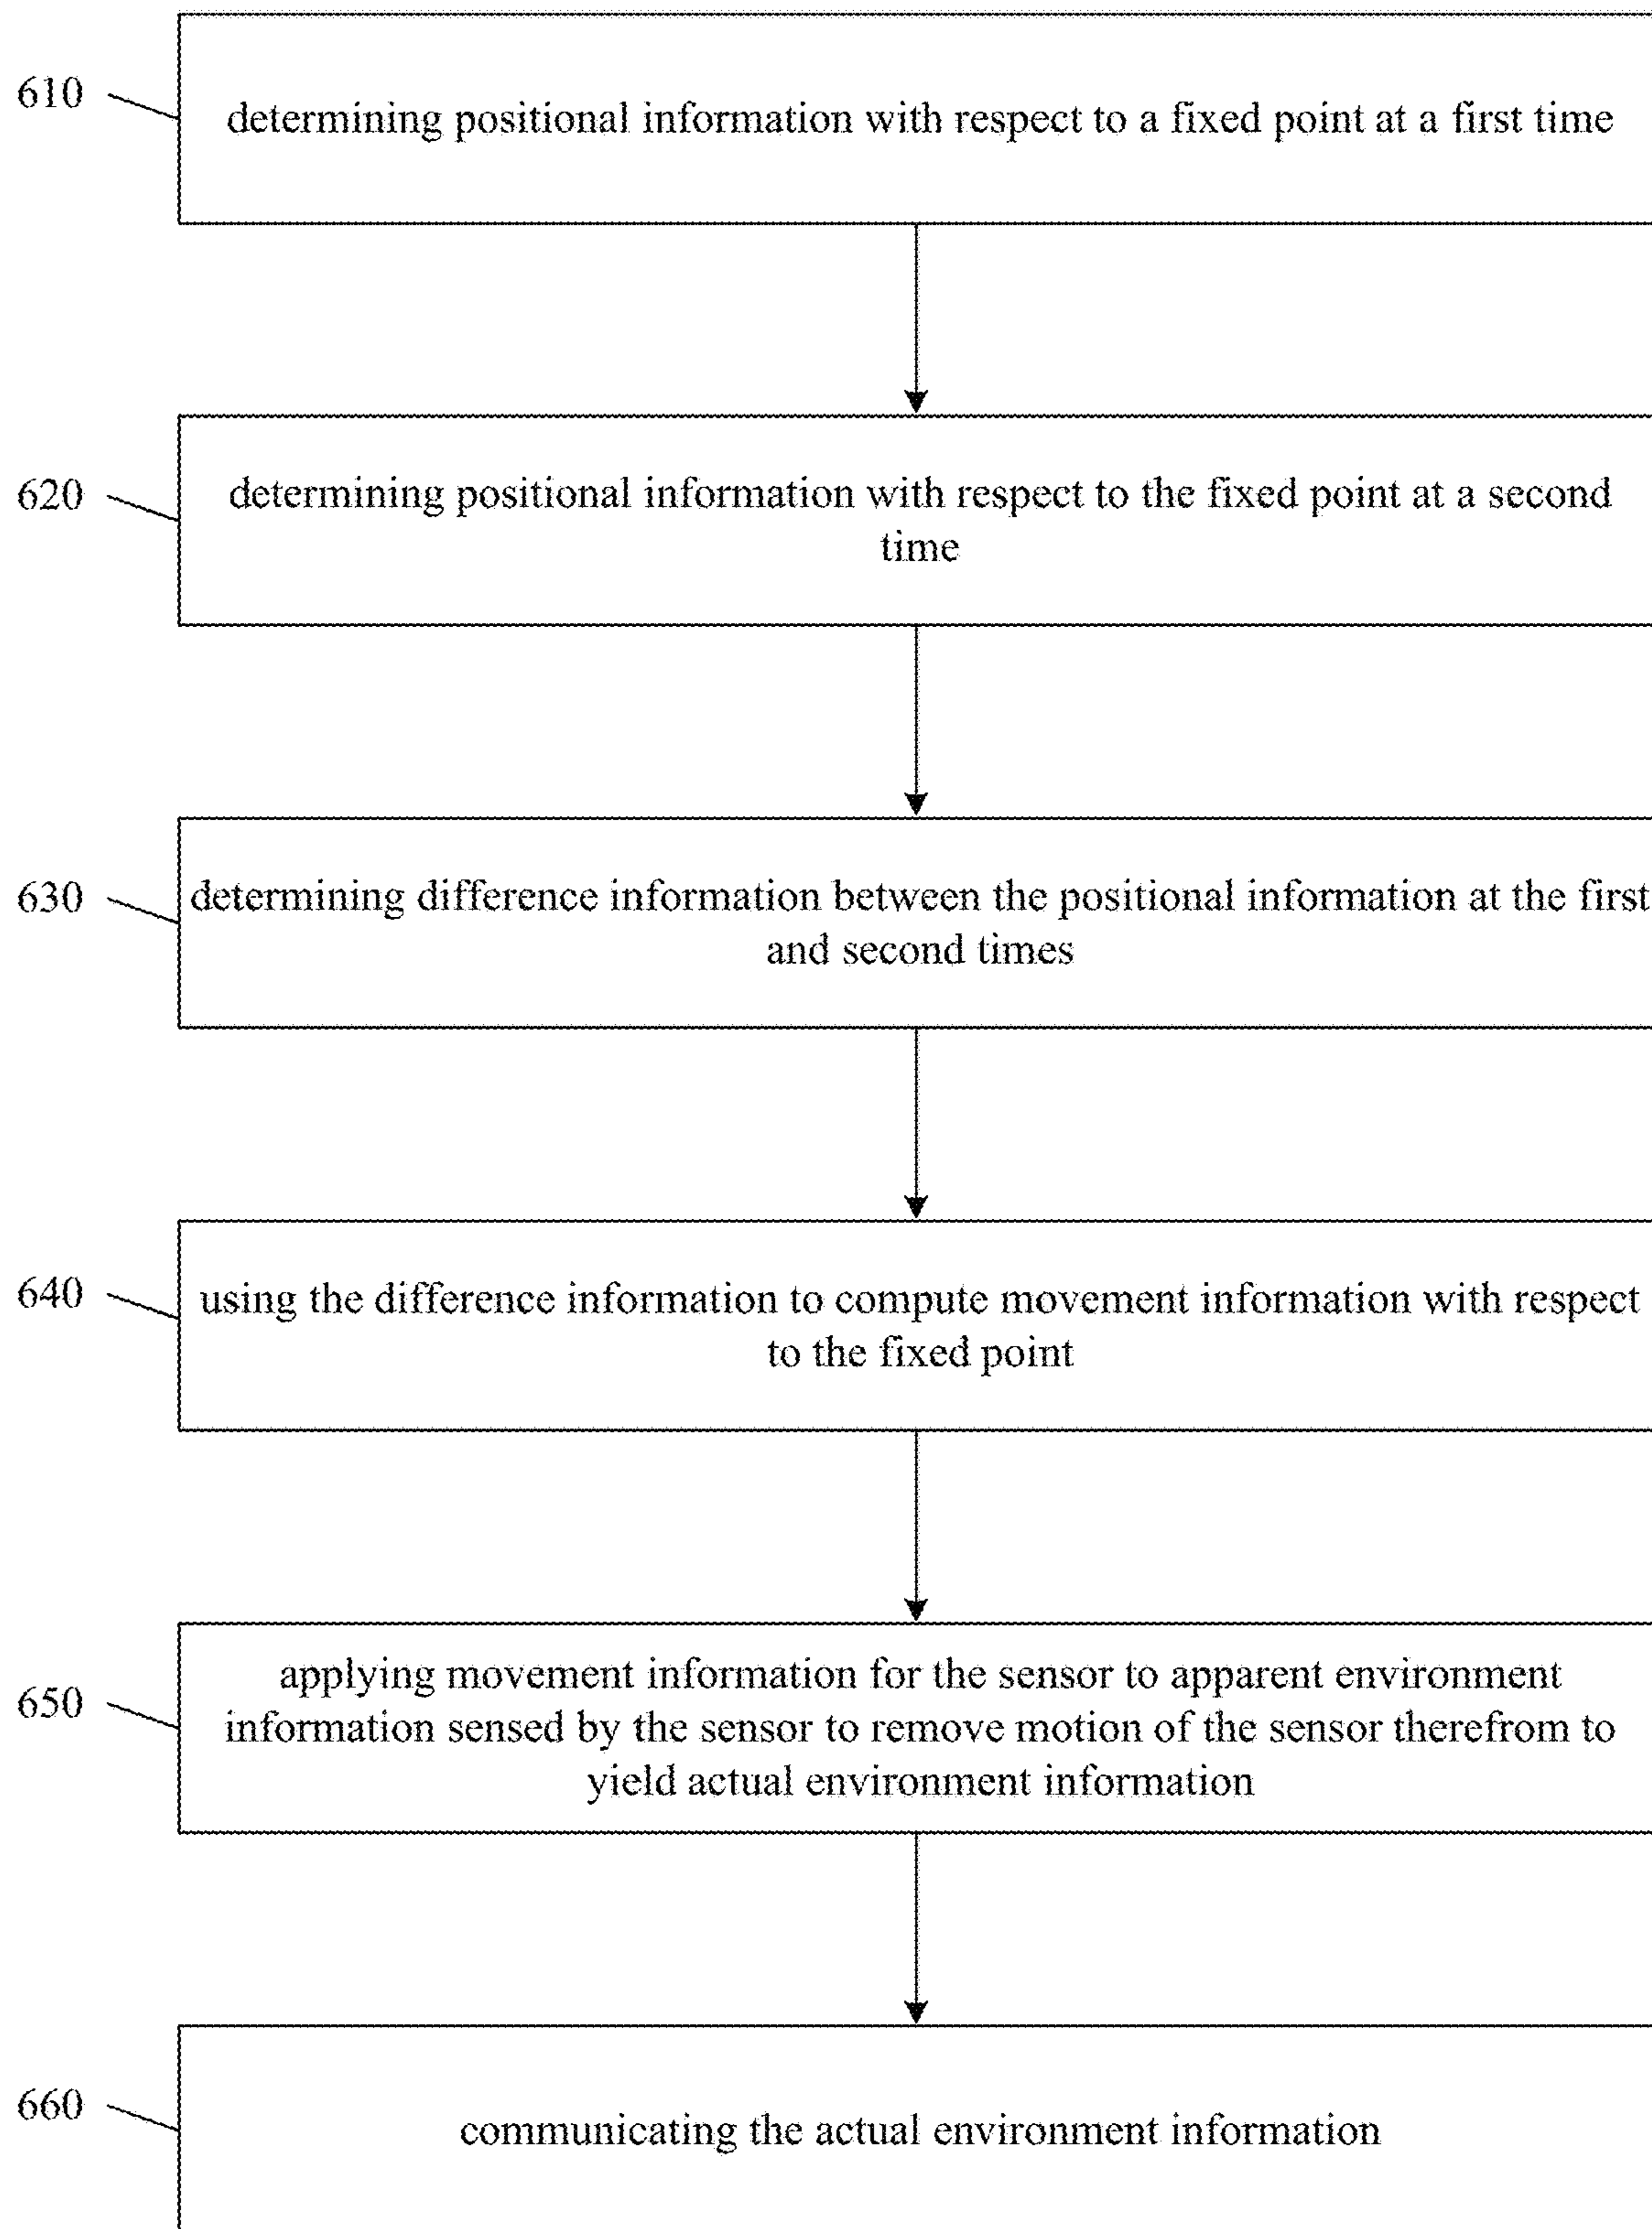 610
determining positional information with respect to a fixed point at a first time
620
determining positional information with respect to the fixed point at a second
time
630
determining difference information between the positional information at the first
and second times
640
using the difference information to compute movement information with respect
to the fixed point
650
applying movement information for the sensor to apparent environment
information sensed by the sensor to remove motion of the sensor therefrom to
yield actual environment information
660
communicating the actual environment information